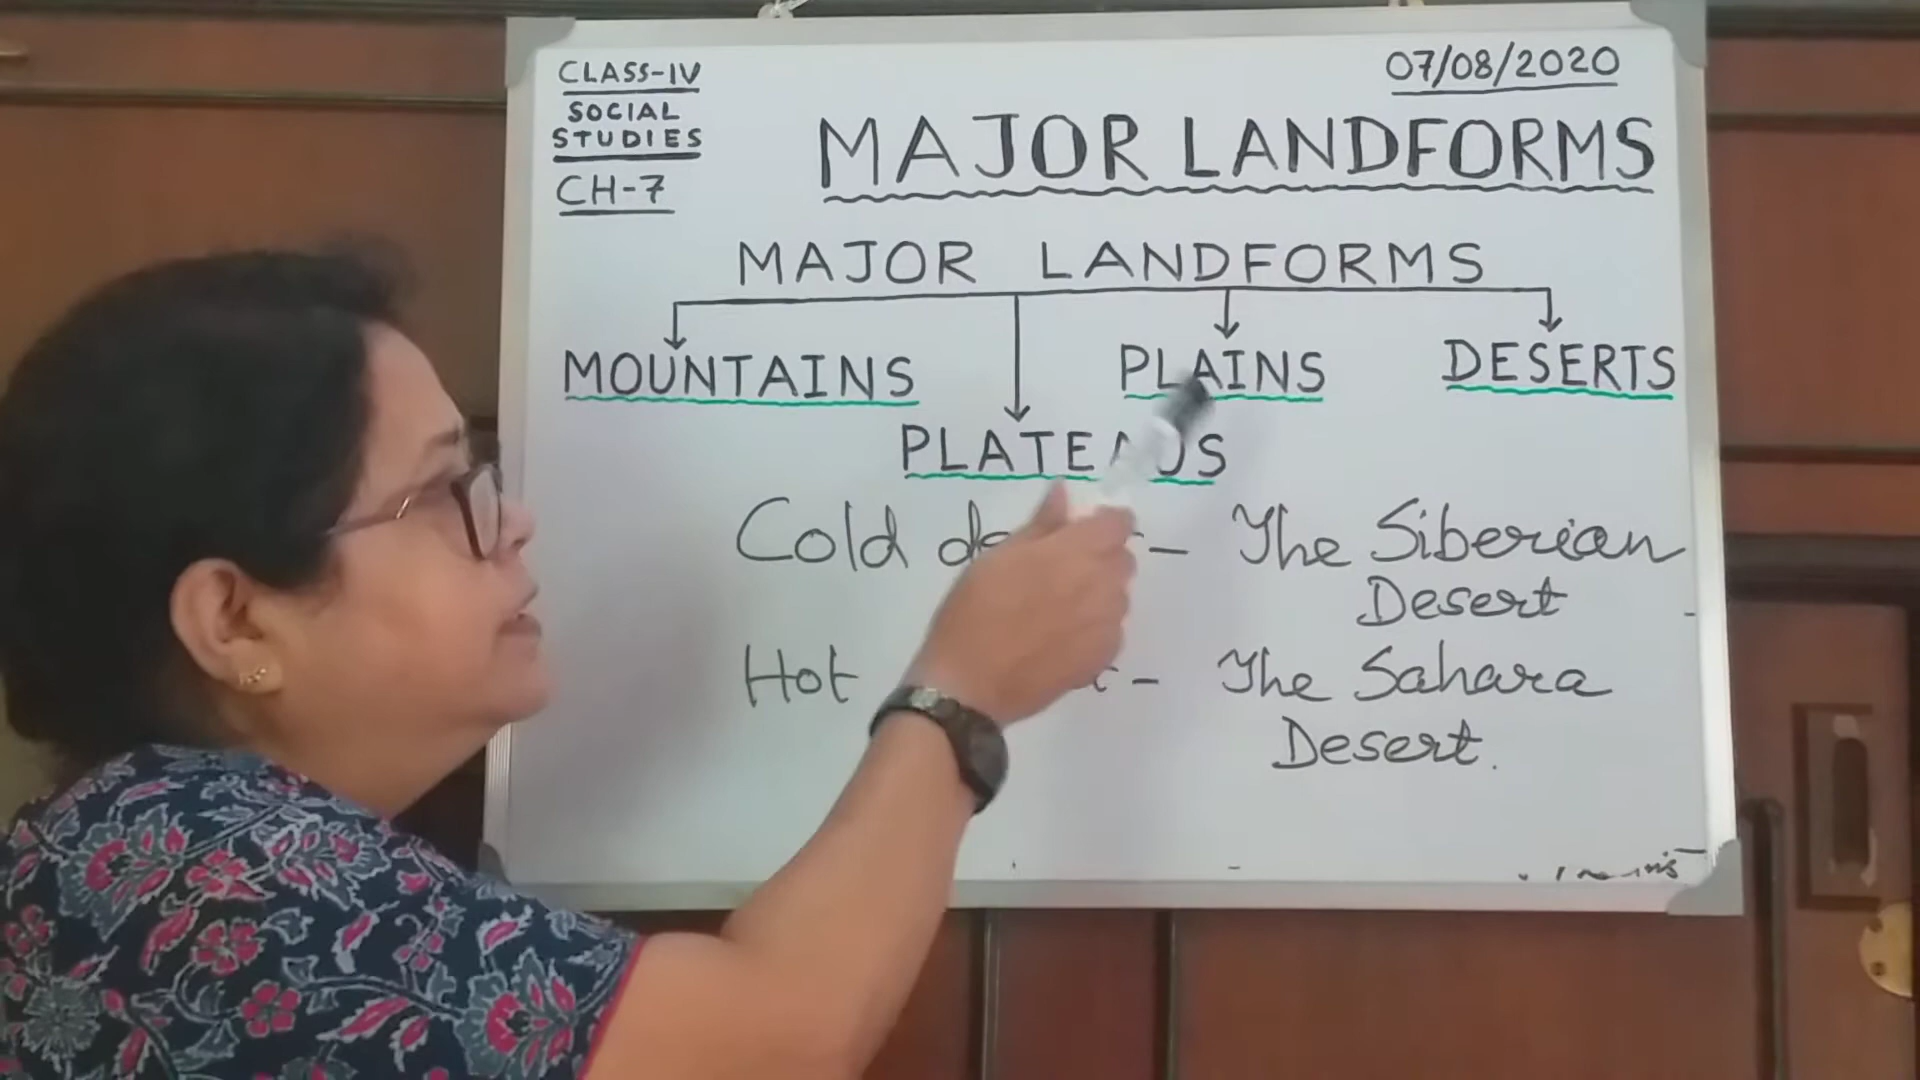 CLASS-IV
SOCIAL
STUDIES
CH-7
07/08/2020
MAJOR LANDFORMS
MAJOR LANDFORMS
MOUNTAINS
PLAINS
DESERTS
PLATEAUS
Cold - The Siberian
Desert
Hot - The Sahara
Desert.